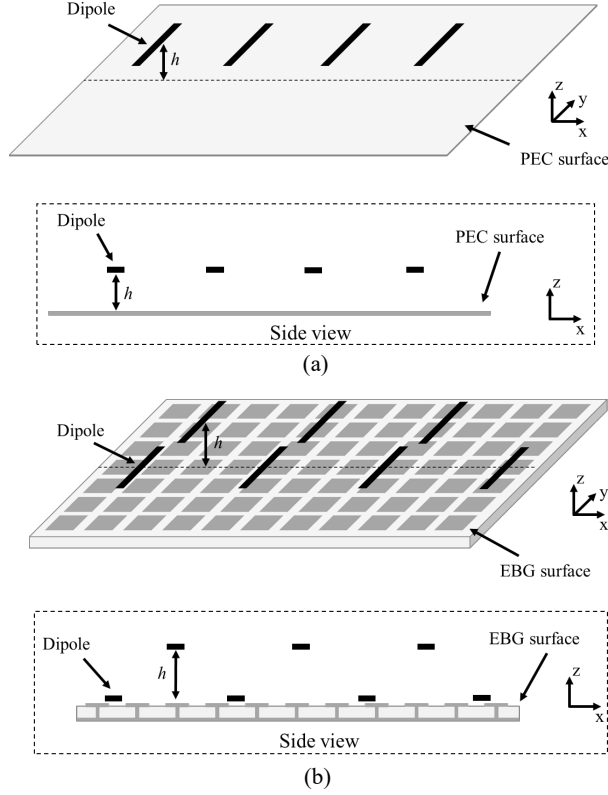 Dipole
h
z
y
x
PEC surface
Dipole
PEC surface
h
z
x
Side view
(a)
Dipole
h
z
y
x
EBG surface
Dipole
EBG surface
h
z
x
Side view
(b)